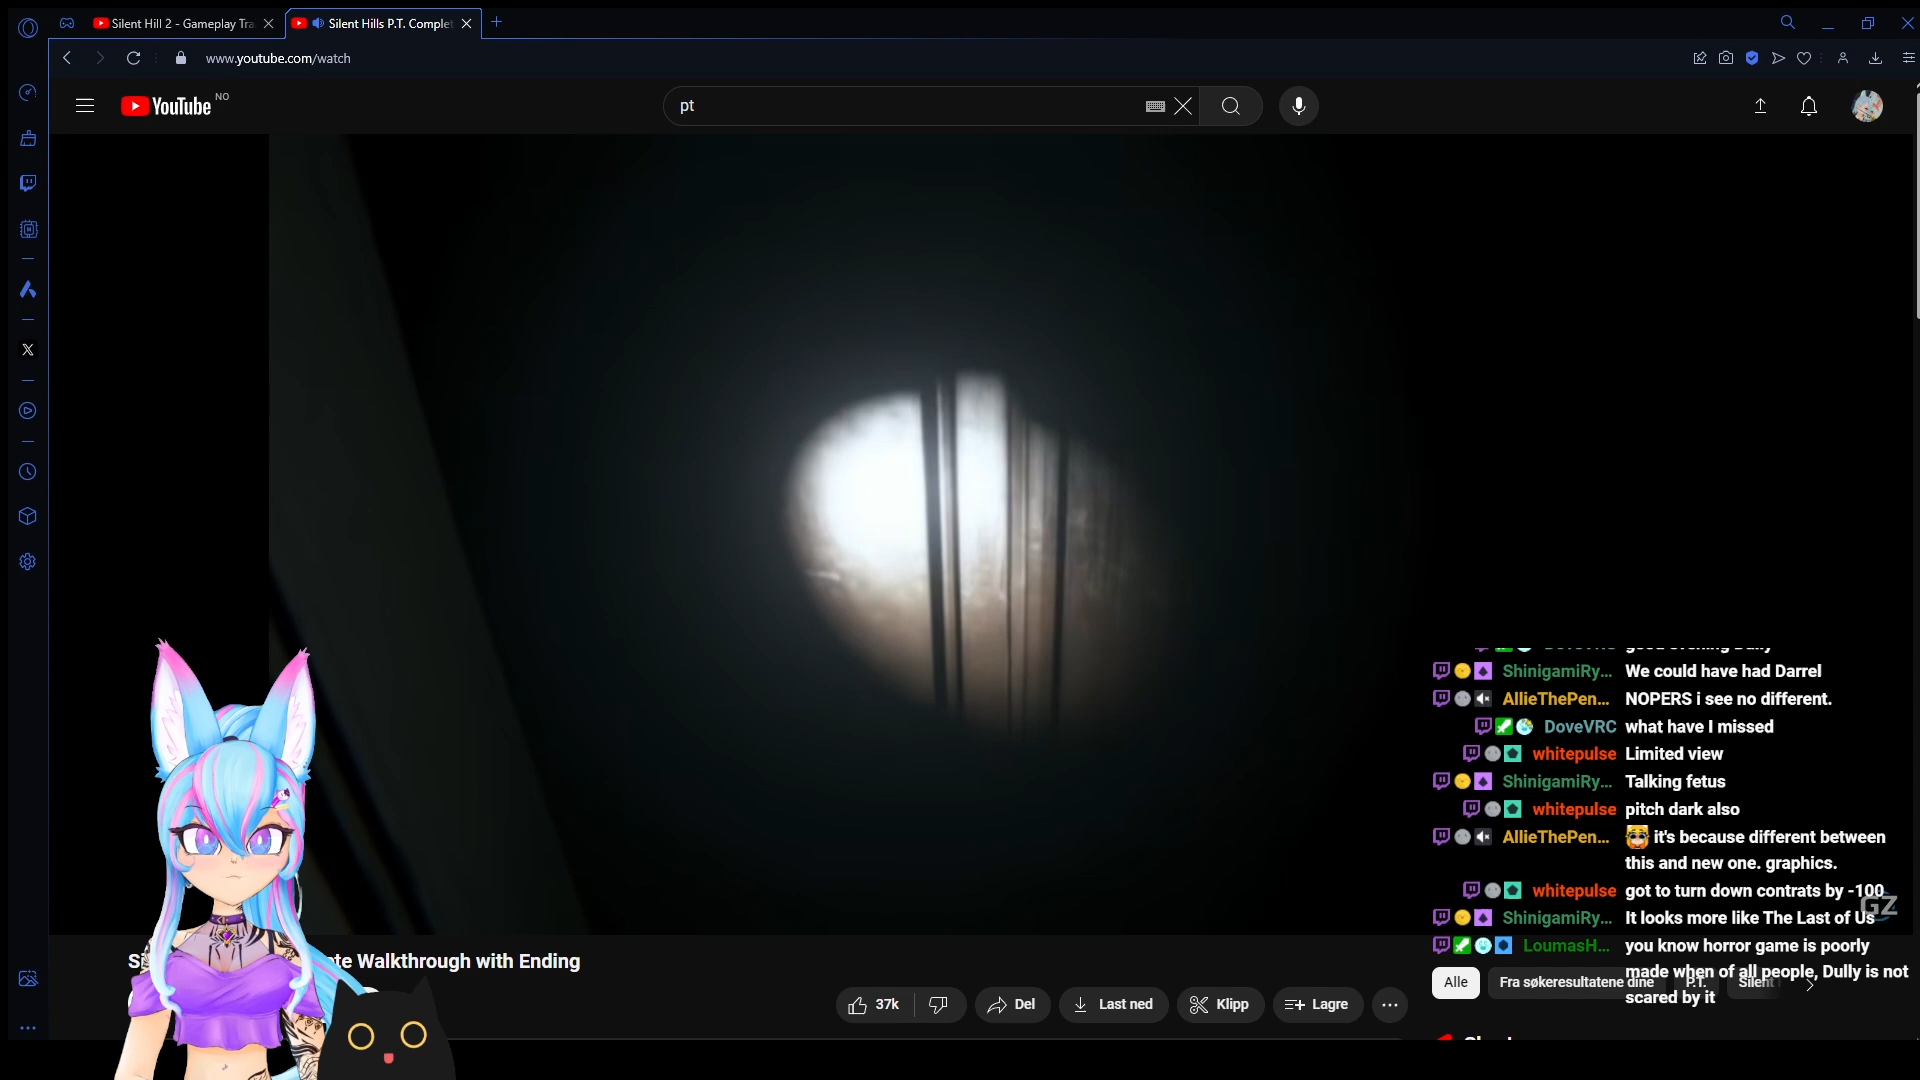 Silent Hill 2 - Gameplay Tra
Silent Hills P.T. Complet
www.youtube.com/watch
YouTube NO
pt
ShinigamiRy... We could have had Darrel
AllieThePen... NOPERS i see no different.
DoveVRC what have I missed
whitepulse Limited view
ShinigamiRy... Talking fetus
whitepulse pitch dark also
AllieThePen... it's because different between
this and new one. graphics.
whitepulse got to turn down contrats by -100
GZ
ShinigamiRy... It looks more like The Last of Us
LoumasH... you know horror game is poorly
made when of all people, Dully is not
scared by it
Walkthrough with Ending
37k
Del
Last ned
Klipp
Lagre
Alle
Fra søkeresultatene dine
P.T.